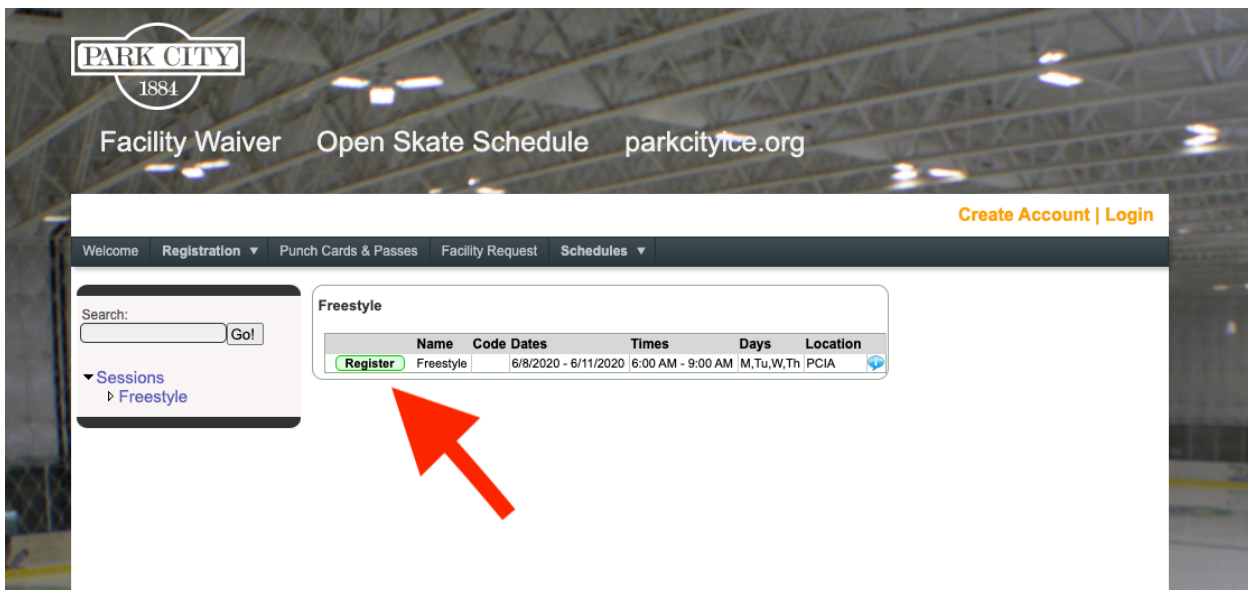 PARK CITY
1884
Facility Waiver Open Skate Schedule parkcityice.org
Create Account | Login
Welcome Registration ▼ Punch Cards & Passes Facility Request Schedules ▼
Search:
Go!
Sessions
Freestyle
Freestyle
Name Code Dates Times Days Location
Register Freestyle 6/8/2020 - 6/11/2020 6:00 AM - 9:00 AM M,Tu,W,Th PCIA